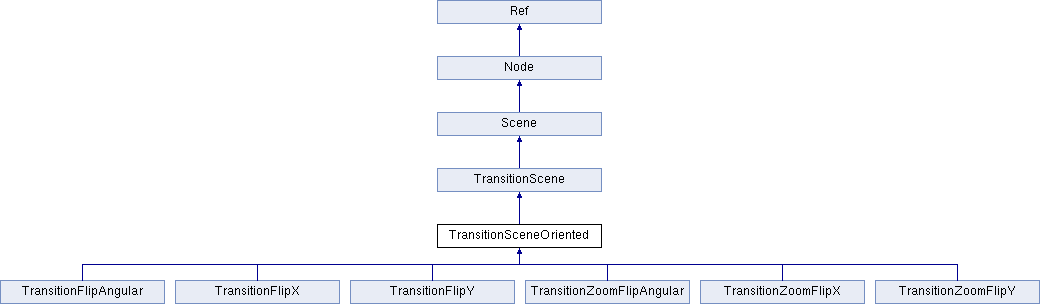 Ref
Node
Scene
TransitionScene
TransitionSceneOriented
TransitionFlipAngular
TransitionFlipX
TransitionFlipY
TransitionZoomFlipAngular
TransitionZoomFlipX
TransitionZoomFlipY